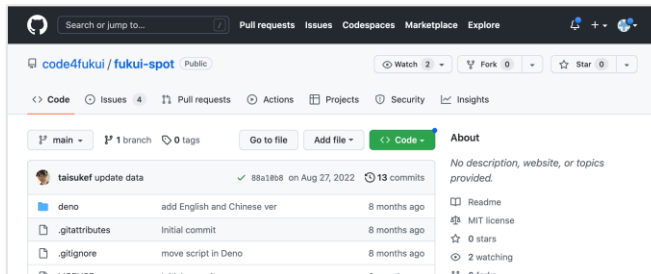 Search or jump to... / Pull requests Issues Codespaces Marketplace Explore
code4fukui / fukui-spot Public Watch 2 Fork 0 Star 0
<> Code Issues 4 Pull requests Actions Projects Security Insights
main 1 branch 0 tags Go to file Add file <> Code About
No description, website, or topics
provided.
taisukef update data 88a10b8 on Aug 27, 2022 13 commits
deno add English and Chinese ver 8 months ago
Readme
.gitattributes Initial commit 8 months ago
MIT license
0 stars
.gitignore move script in Deno 8 months ago
2 watching